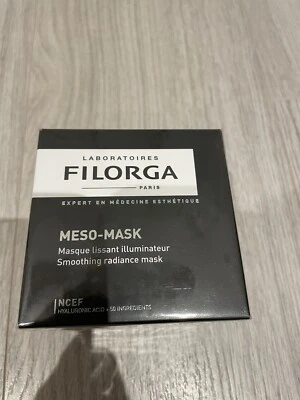 LABORATOIRES
FILORGA
PARIS
EXPERT EN MÉDECINE ESTHÉTIQUE
MESO-MASK
Masque lissant illuminateur
Smoothing radiance mask
NCEF
HYALURONIC ACID + 50 INGREDIENTS